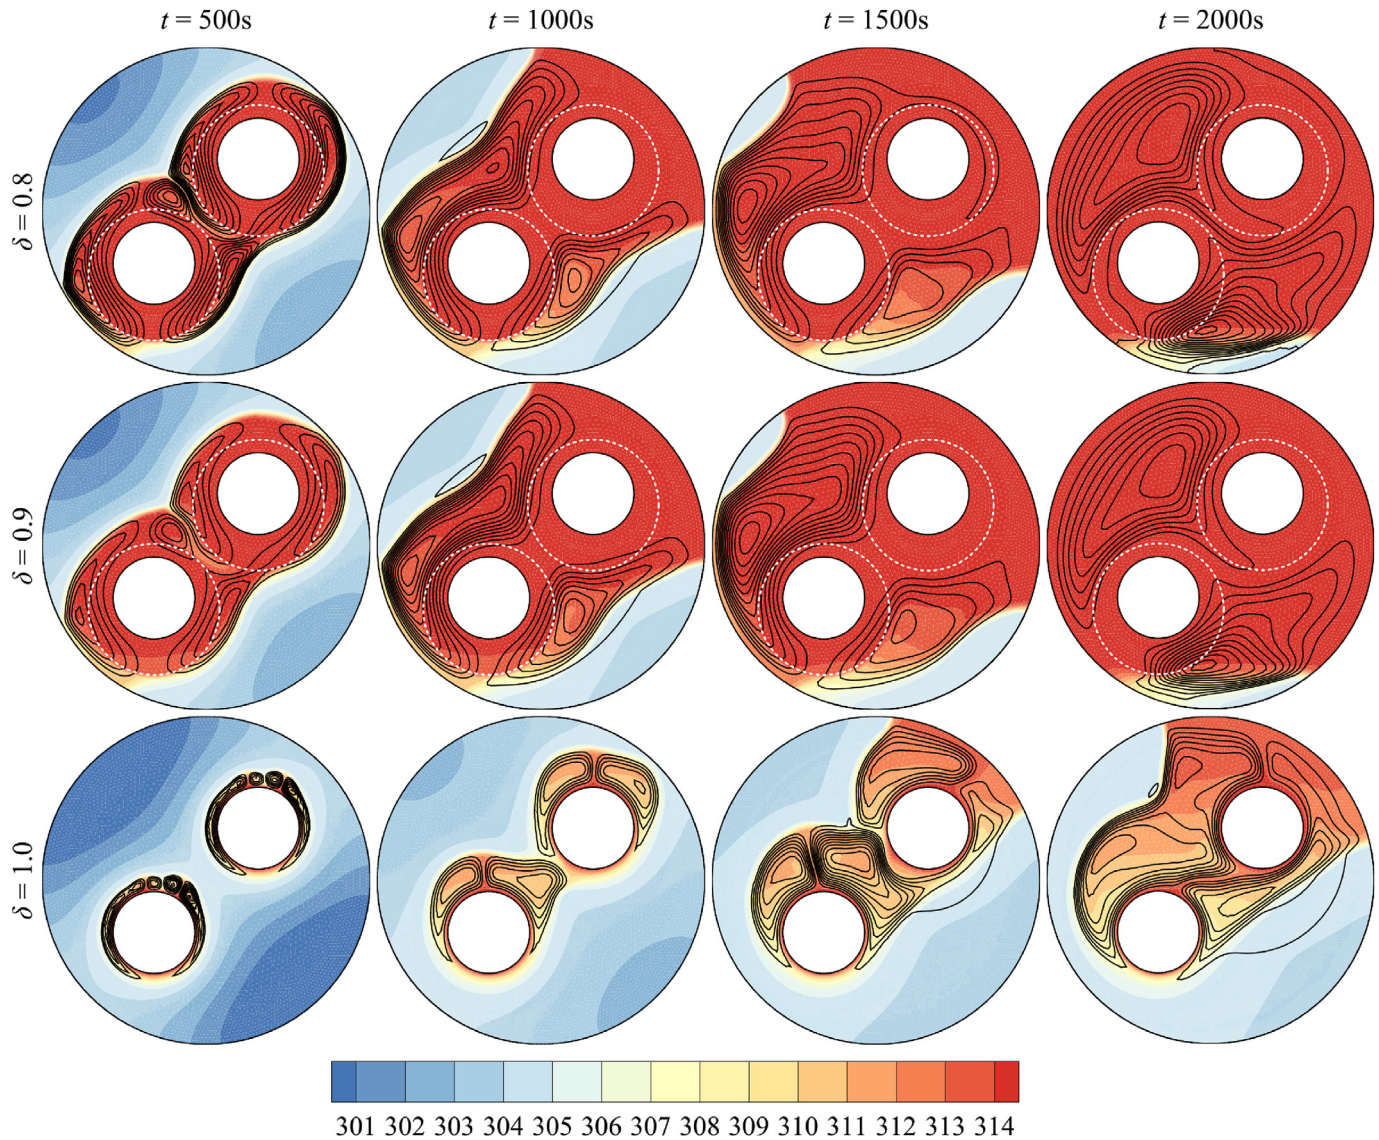 t = 500s t = 1000s t = 1500s t = 2000s
δ = 0.8
δ = 0.9
δ = 1.0
301 302 303 304 305 306 307 308 309 310 311 312 313 314